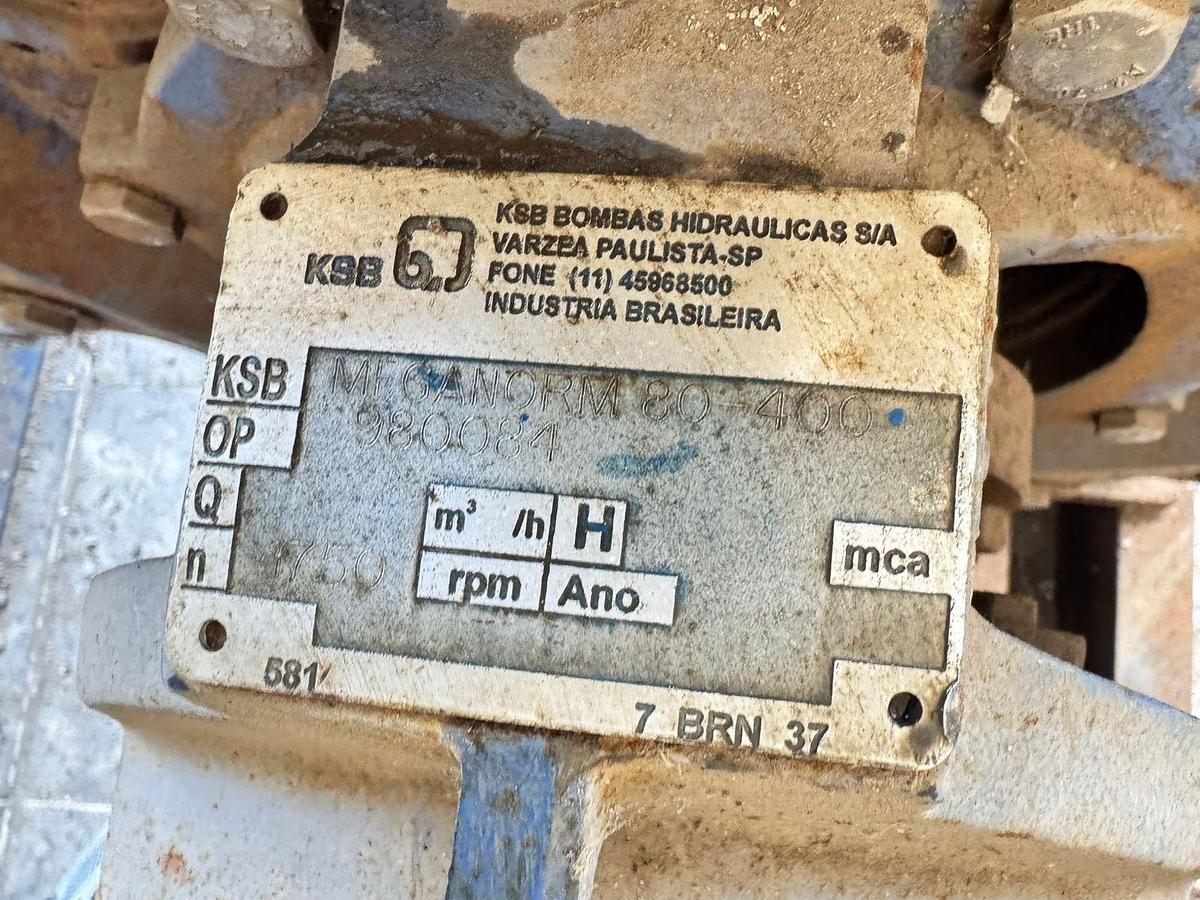 KSB
KSB BOMBAS HIDRAULICAS S/A
VARZEA PAULISTA-SP
FONE (11) 45968500
INDUSTRIA BRASILEIRA
KSB MEGANORM 80-400
OP 980084
Q m³ /h H mca
n 1750 rpm Ano
581
7 BRN 37